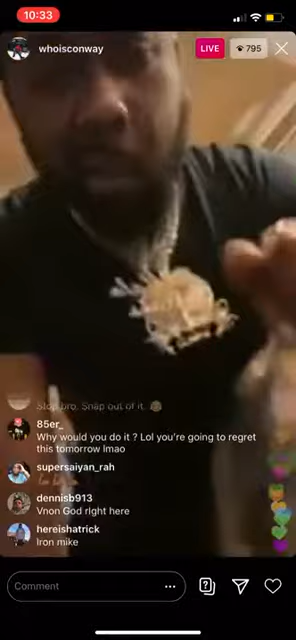 10:33
whoisconway
LIVE
795
Stop bro. Snap out of it.
85er_
Why would you do it ? Lol you're going to regret
this tomorrow lmao
supersaiyan_rah
dennisb913
Vnon God right here
hereishatrick
Iron mike
Comment